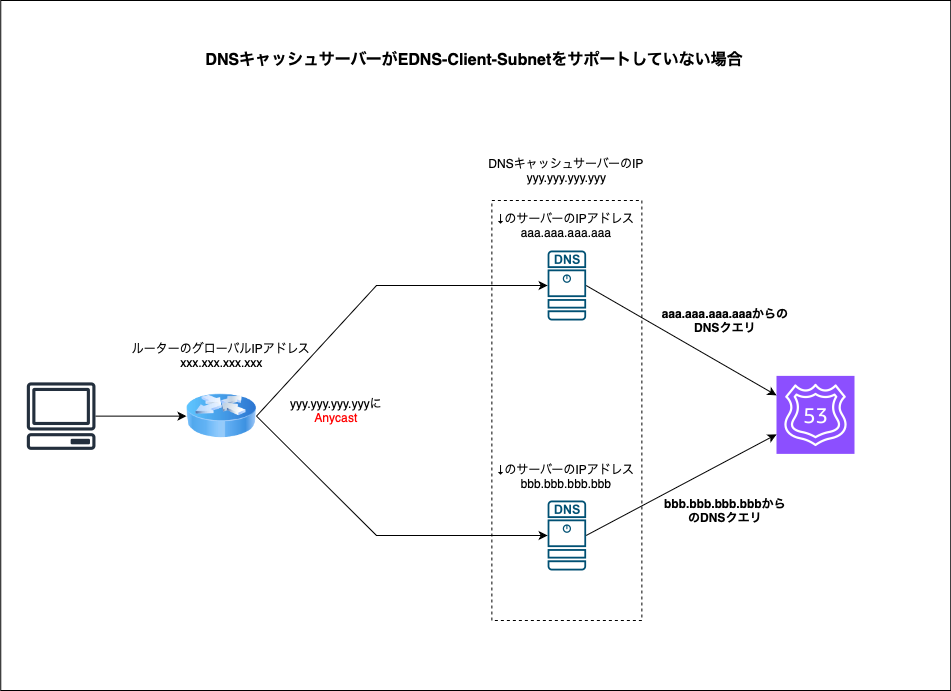 DNSキャッシュサーバーがEDNS-Client-Subnetをサポートしていない場合
DNSキャッシュサーバーのIP
yyy.yyy.yyy.yyy
↓のサーバーのIPアドレス
aaa.aaa.aaa.aaa
DNS
aaa.aaa.aaa.aaaからの
DNSクエリ
ルーターのグローバルIPアドレス
xxx.xxx.xxx.xxx
yyy.yyy.yyy.yyyに
Anycast
53
↓のサーバーのIPアドレス
bbb.bbb.bbb.bbb
DNS
bbb.bbb.bbb.bbbから
のDNSクエリ